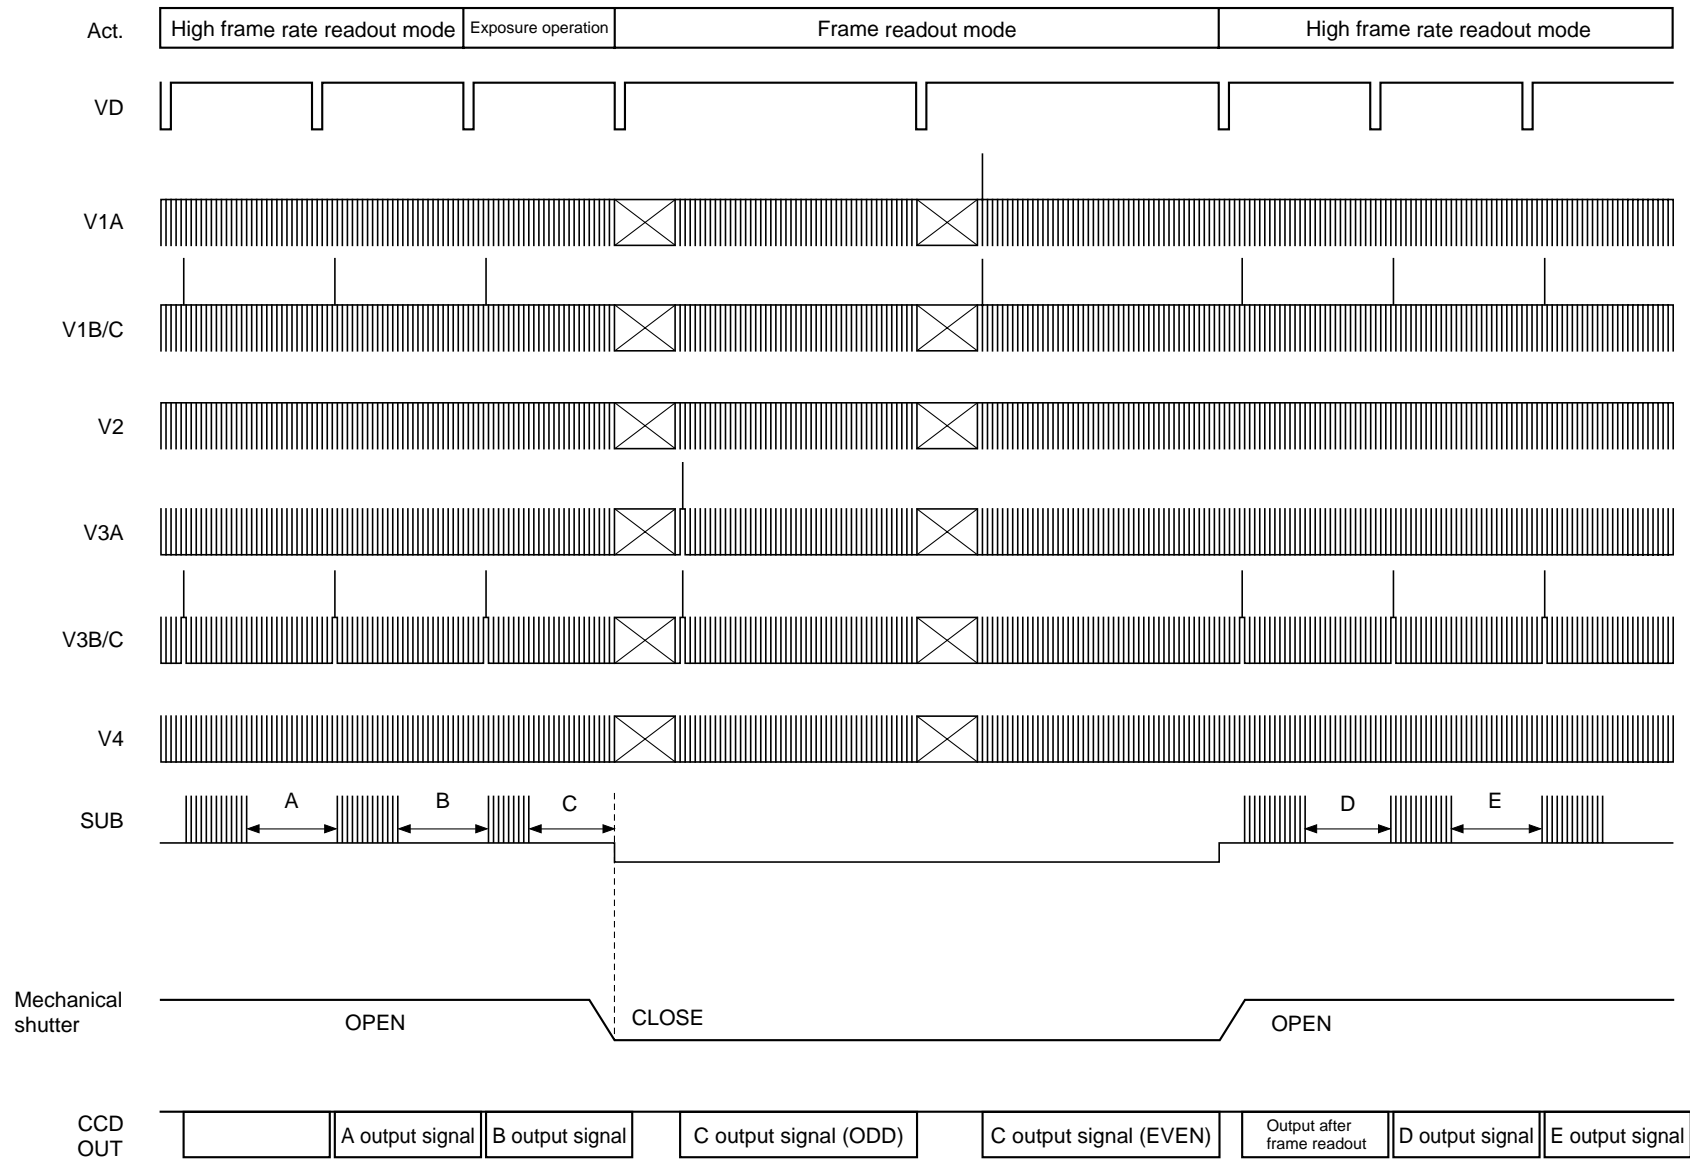 Act. High frame rate readout mode Exposure operation Frame readout mode High frame rate readout mode
VD
V1A
V1B/C
V2
V3A
V3B/C
V4
SUB A B C D E
Mechanical
shutter
OPEN CLOSE OPEN
CCD
OUT
A output signal B output signal C output signal (ODD) C output signal (EVEN) Output after
frame readout D output signal E output signal